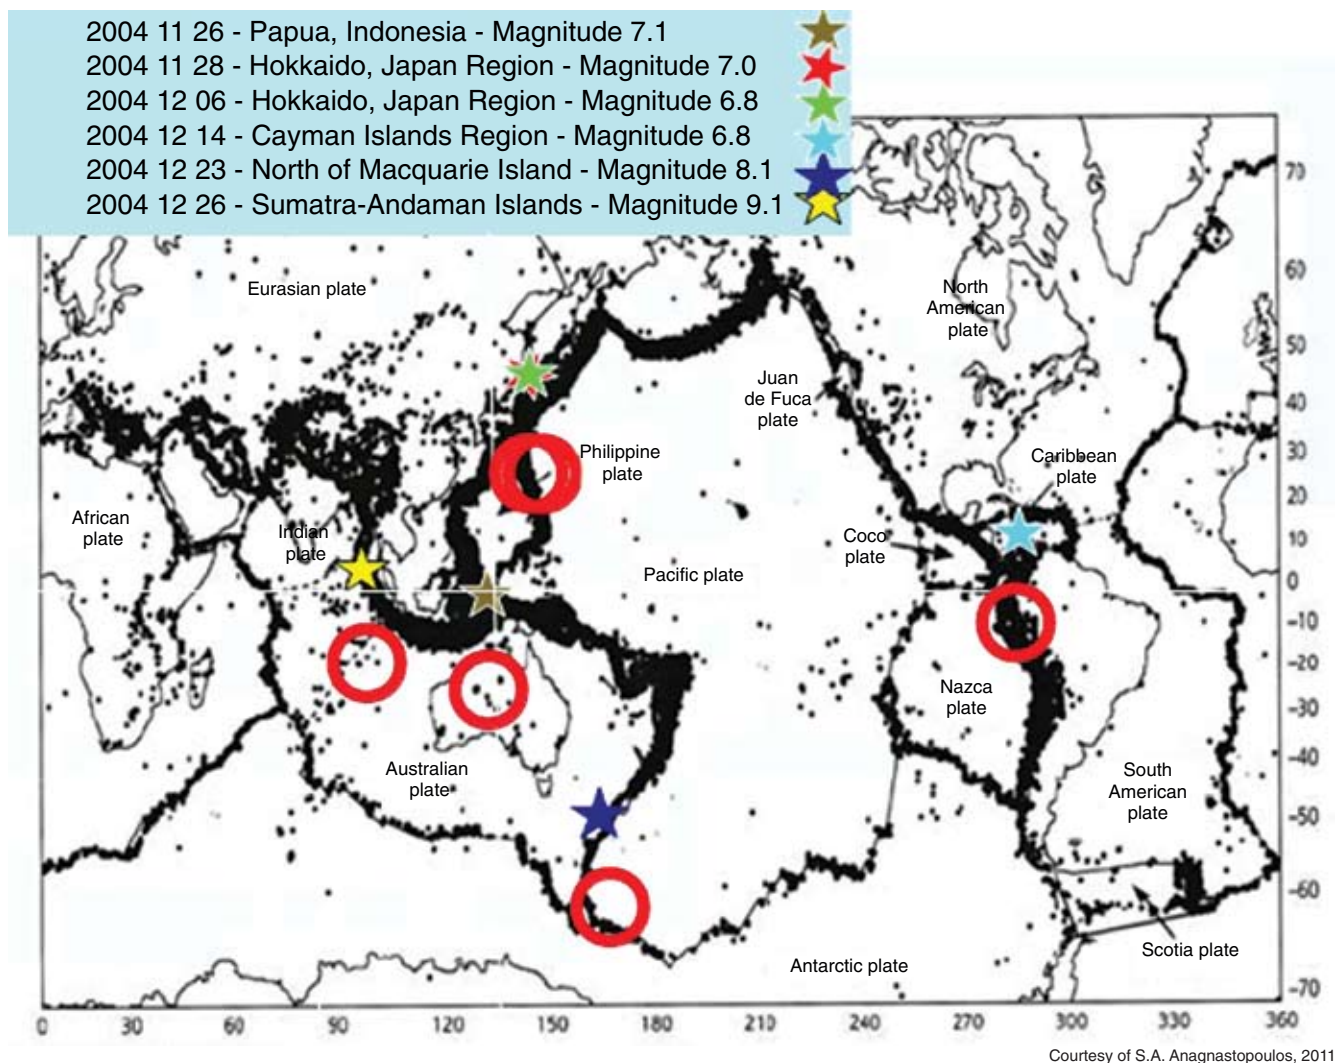 2004 11 26 - Papua, Indonesia - Magnitude 7.1
2004 11 28 - Hokkaido, Japan Region - Magnitude 7.0
2004 12 06 - Hokkaido, Japan Region - Magnitude 6.8
2004 12 14 - Cayman Islands Region - Magnitude 6.8
2004 12 23 - North of Macquarie Island - Magnitude 8.1
2004 12 26 - Sumatra-Andaman Islands - Magnitude 9.1
70
60
50
40
30
20
10
0
-10
-20
-30
-40
-50
-60
-70
Eurasian plate
North
American
plate
Juan
de Fuca
plate
Philippine
plate
Caribbean
plate
African
plate
Indian
plate
Coco
plate
Pacific plate
Nazca
plate
Australian
plate
South
American
plate
Scotia plate
Antarctic plate
0 30 60 90 120 150 180 210 240 270 300 330 360
Courtesy of S.A. Anagnastopoulos, 2011